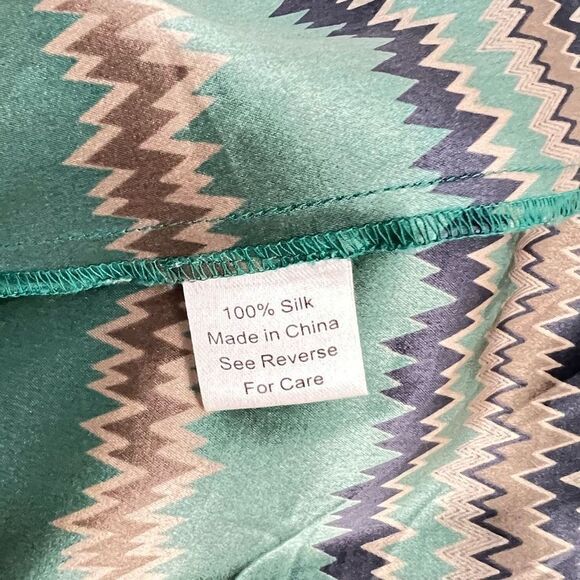 100% Silk
Made in China
See Reverse
For Care